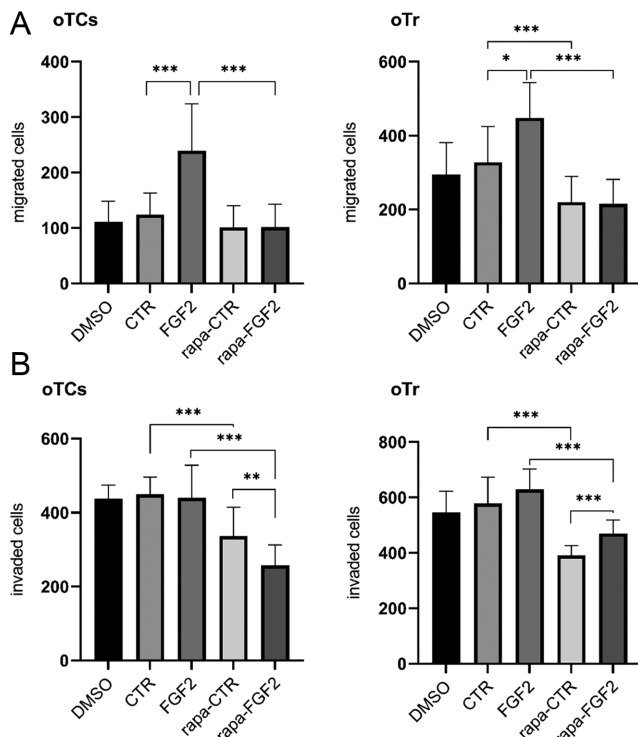 A
oTCs
oTr
migrated cells
400
300
200
100
0
***
***
DMSO
CTR
FGF2
rapa-CTR
rapa-FGF2
migrated cells
600
400
200
0
***
*
***
DMSO
CTR
FGF2
rapa-CTR
rapa-FGF2
B
oTCs
oTr
invaded cells
600
400
200
0
***
***
**
DMSO
CTR
FGF2
rapa-CTR
rapa-FGF2
invaded cells
800
600
400
200
0
***
***
***
DMSO
CTR
FGF2
rapa-CTR
rapa-FGF2